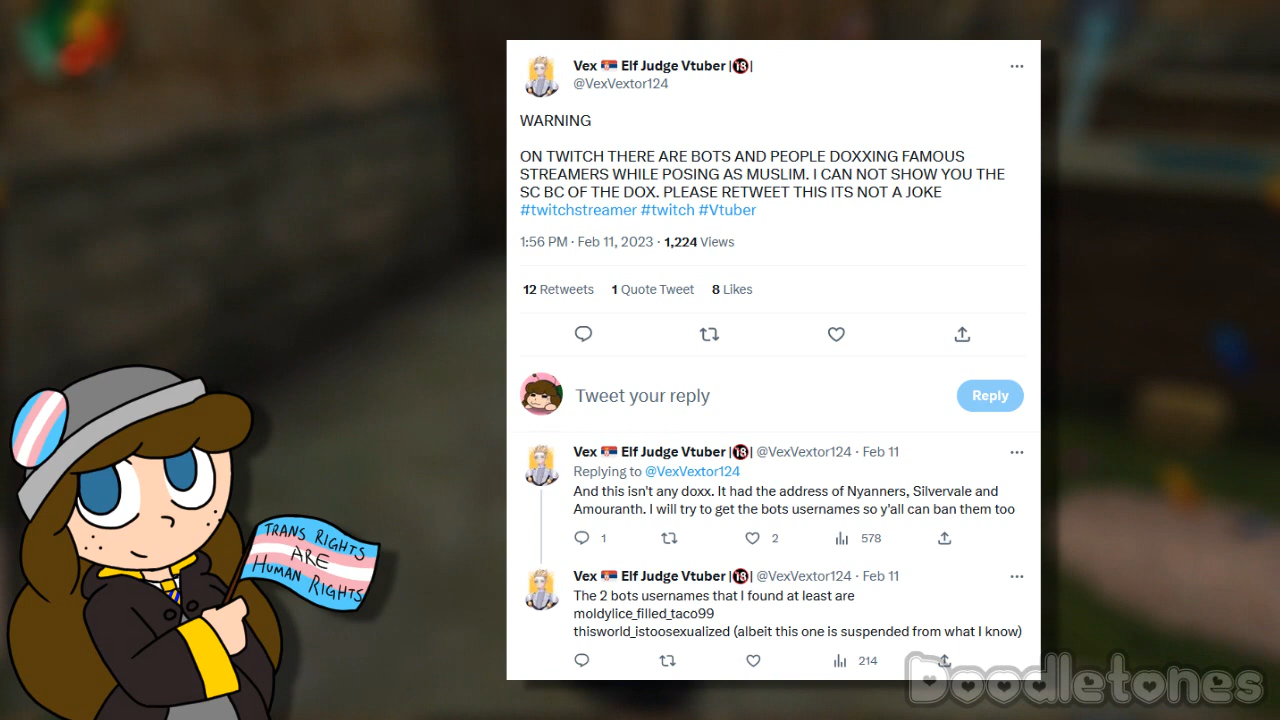 Vex 🇷🇸 Elf Judge Vtuber |🔞|
@VexVextor124
WARNING
ON TWITCH THERE ARE BOTS AND PEOPLE DOXXING FAMOUS
STREAMERS WHILE POSING AS MUSLIM. I CAN NOT SHOW YOU THE
SC BC OF THE DOX. PLEASE RETWEET THIS ITS NOT A JOKE
#twitchstreamer #twitch #Vtuber
1:56 PM · Feb 11, 2023 · 1,224 Views
12 Retweets 1 Quote Tweet 8 Likes
Tweet your reply
Reply
Vex 🇷🇸 Elf Judge Vtuber |🔞| @VexVextor124 · Feb 11
Replying to @VexVextor124
And this isn't any doxx. It had the address of Nyanners, Silvervale and
Amouranth. I will try to get the bots usernames so y'all can ban them too
1 2 578
Vex 🇷🇸 Elf Judge Vtuber |🔞| @VexVextor124 · Feb 11
The 2 bots usernames that I found at least are
moldylice_filled_taco99
thisworld_istoosexualized (albeit this one is suspended from what I know)
214
TRANS RIGHTS
ARE
HUMAN RIGHTS
Doodletones